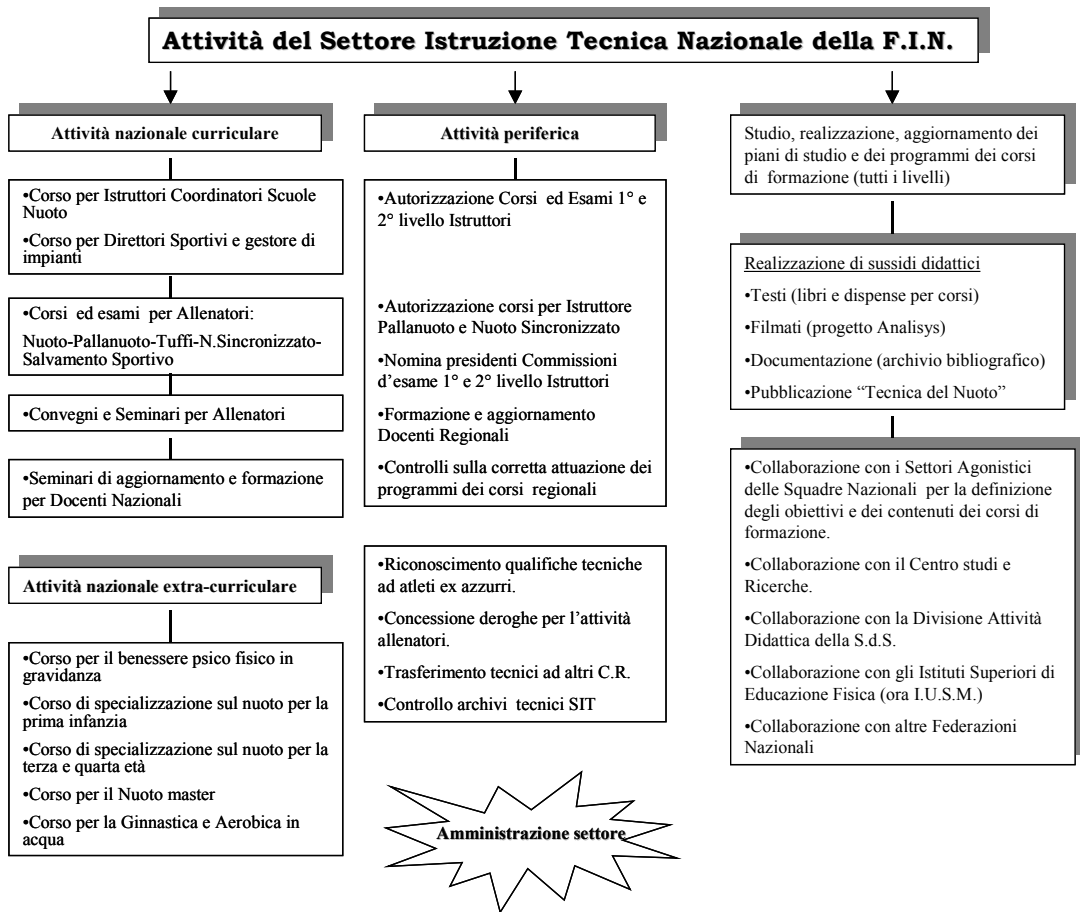 Attività del Settore Istruzione Tecnica Nazionale della F.I.N.
Attività nazionale curriculare
•Corso per Istruttori Coordinatori Scuole
Nuoto
•Corso per Direttori Sportivi e gestore di
impianti
•Corsi ed esami per Allenatori:
Nuoto-Pallanuoto-Tuffi-N.Sincronizzato-
Salvamento Sportivo
•Convegni e Seminari per Allenatori
•Seminari di aggiornamento e formazione
per Docenti Nazionali
Attività nazionale extra-curriculare
•Corso per il benessere psico fisico in
gravidanza
•Corso di specializzazione sul nuoto per la
prima infanzia
•Corso di specializzazione sul nuoto per la
terza e quarta età
•Corso per il Nuoto master
•Corso per la Ginnastica e Aerobica in
acqua
Attività periferica
•Autorizzazione Corsi ed Esami 1° e
2° livello Istruttori
•Autorizzazione corsi per Istruttore
Pallanuoto e Nuoto Sincronizzato
•Nomina presidenti Commissioni
d’esame 1° e 2° livello Istruttori
•Formazione e aggiornamento
Docenti Regionali
•Controlli sulla corretta attuazione dei
programmi dei corsi regionali
•Riconoscimento qualifiche tecniche
ad atleti ex azzurri.
•Concessione deroghe per l’attività
allenatori.
•Trasferimento tecnici ad altri C.R.
•Controllo archivi tecnici SIT
Amministrazione settore
Studio, realizzazione, aggiornamento dei
piani di studio e dei programmi dei corsi
di formazione (tutti i livelli)
Realizzazione di sussidi didattici
•Testi (libri e dispense per corsi)
•Filmati (progetto Analisys)
•Documentazione (archivio bibliografico)
•Pubblicazione “Tecnica del Nuoto”
•Collaborazione con i Settori Agonistici
delle Squadre Nazionali per la definizione
degli obiettivi e dei contenuti dei corsi di
formazione.
•Collaborazione con il Centro studi e
Ricerche.
•Collaborazione con la Divisione Attività
Didattica della S.d.S.
•Collaborazione con gli Istituti Superiori di
Educazione Fisica (ora I.U.S.M.)
•Collaborazione con altre Federazioni
Nazionali